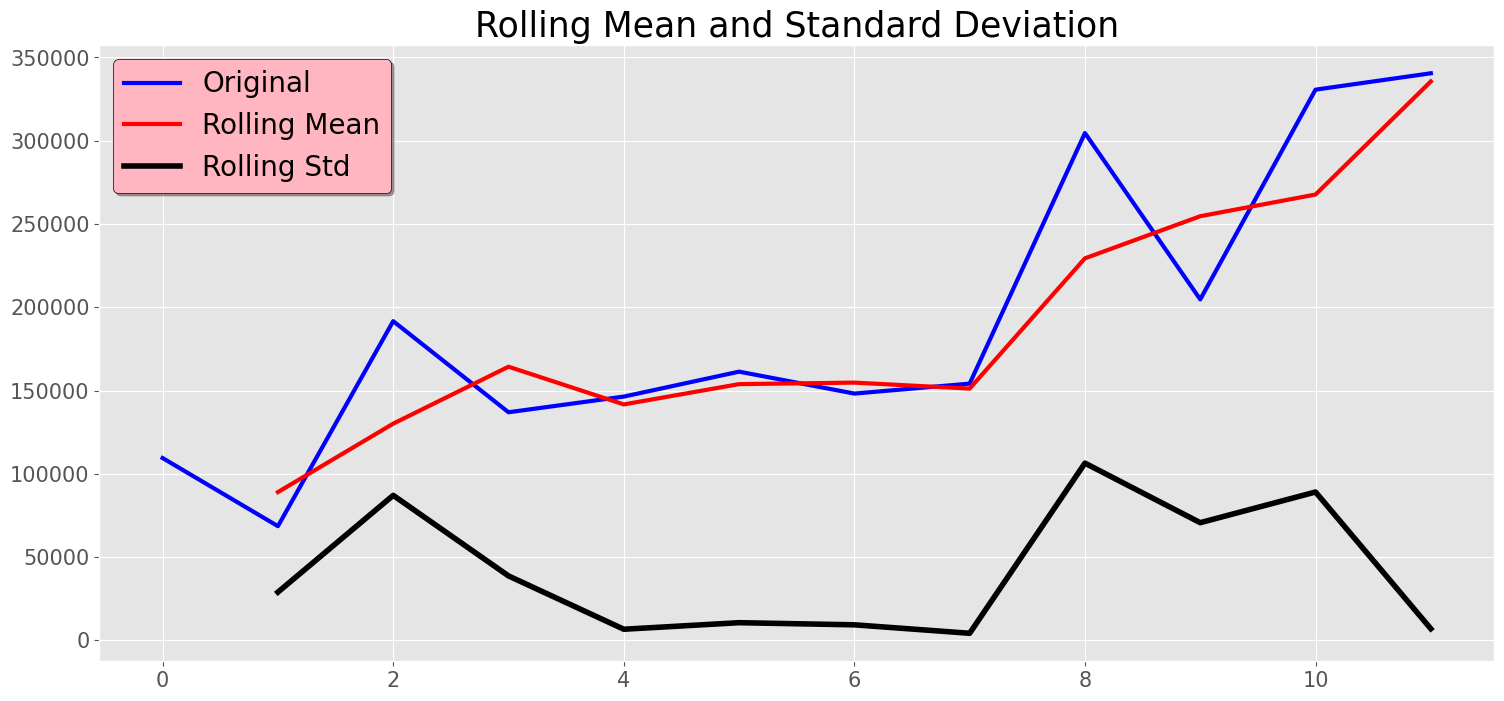 Rolling Mean and Standard Deviation
350000
300000
250000
200000
150000
100000
50000
0
Original
Rolling Mean
Rolling Std
0 2 4 6 8 10